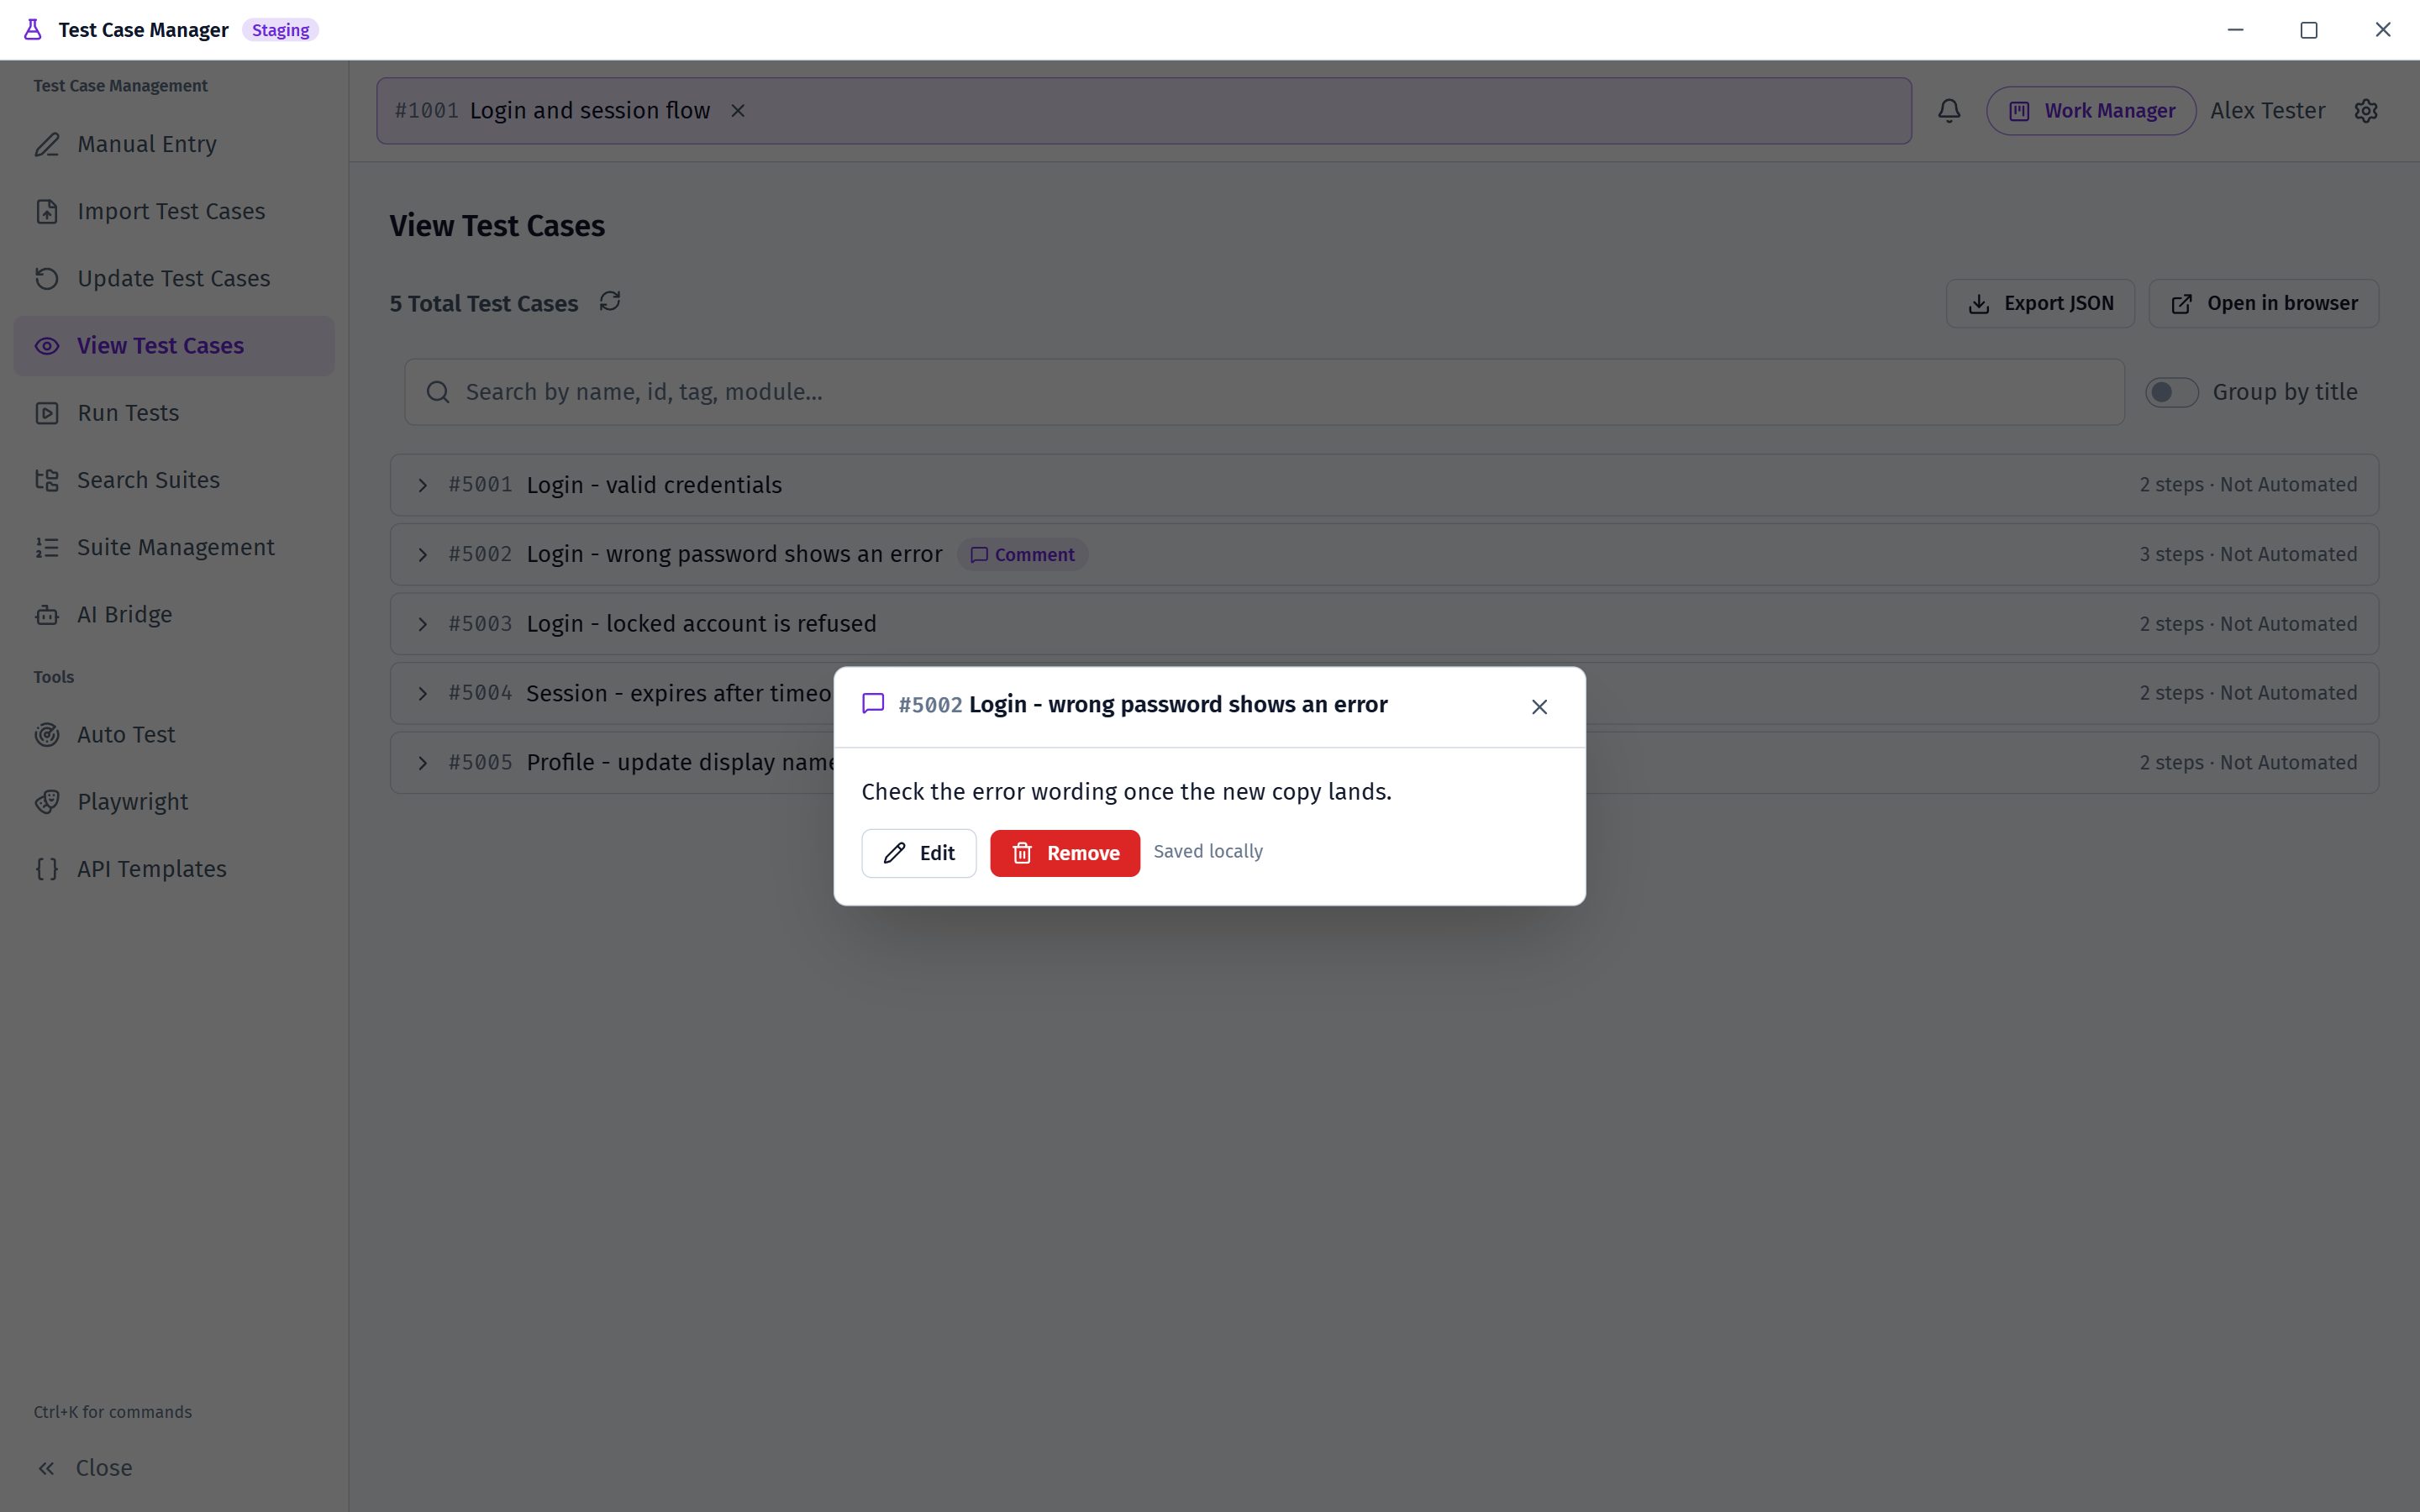 Test Case Manager Staging
Test Case Management
Manual Entry
Import Test Cases
Update Test Cases
View Test Cases
Run Tests
Search Suites
Suite Management
AI Bridge
Tools
Auto Test
Playwright
API Templates
Ctrl+K for commands
Close
#1001 Login and session flow
Work Manager
Alex Tester
View Test Cases
5 Total Test Cases
Export JSON
Open in browser
Search by name, id, tag, module...
Group by title
#5001 Login - valid credentials 2 steps · Not Automated
#5002 Login - wrong password shows an error Comment 3 steps · Not Automated
#5003 Login - locked account is refused 2 steps · Not Automated
#5004 Session - expires after timeo 2 steps · Not Automated
#5005 Profile - update display name 2 steps · Not Automated
#5002 Login - wrong password shows an error
Check the error wording once the new copy lands.
Edit
Remove
Saved locally